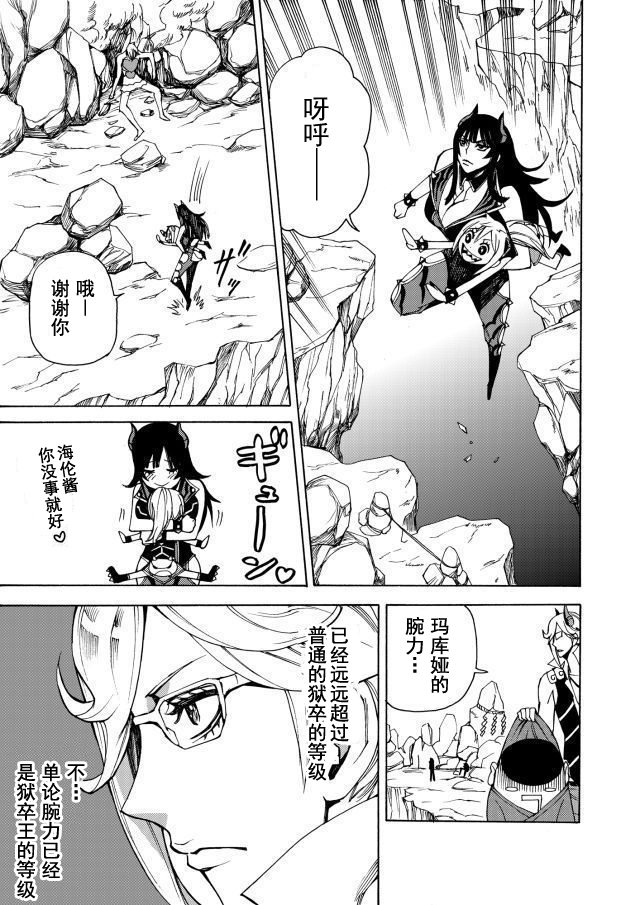 呀呼—
哦—
谢谢你
ザッ
海伦酱
你没事就好♡
ギューン♡
玛库娅的
腕力…
已经远远超过
普通的狱卒的等级
不…
单论腕力已经
是狱卒王的等级